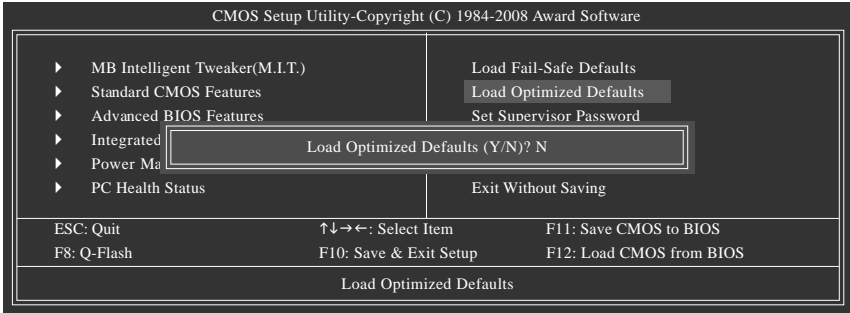 CMOS Setup Utility-Copyright (C) 1984-2008 Award Software
MB Intelligent Tweaker(M.I.T.)
Standard CMOS Features
Advanced BIOS Features
Integrated
Power Ma
PC Health Status
Load Fail-Safe Defaults
Load Optimized Defaults
Set Supervisor Password
Exit Without Saving
Load Optimized Defaults (Y/N)? N
ESC: Quit ↑↓→←: Select Item F11: Save CMOS to BIOS
F8: Q-Flash F10: Save & Exit Setup F12: Load CMOS from BIOS
Load Optimized Defaults